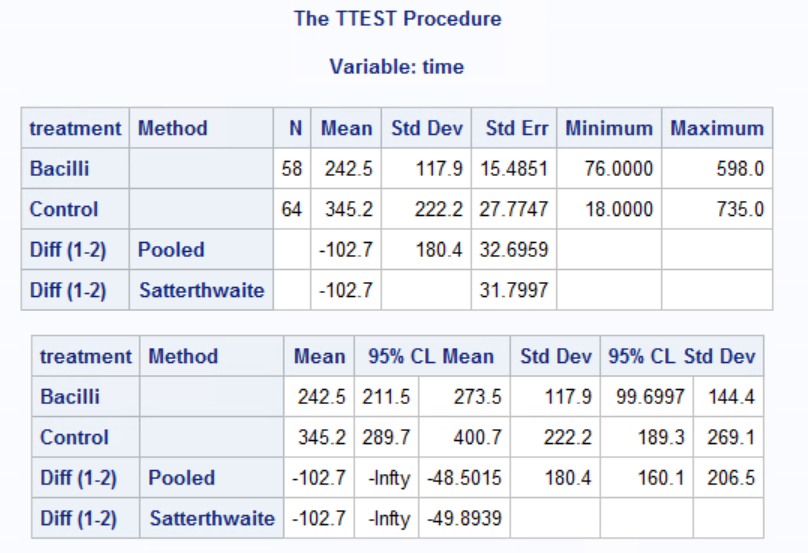 The TTEST Procedure
Variable: time
treatment Method N Mean Std Dev Std Err Minimum Maximum
Bacilli 58 242.5 117.9 15.4851 76.0000 598.0
Control 64 345.2 222.2 27.7747 18.0000 735.0
Diff (1-2) Pooled -102.7 180.4 32.6959
Diff (1-2) Satterthwaite -102.7 31.7997
treatment Method Mean 95% CL Mean Std Dev 95% CL Std Dev
Bacilli 242.5 211.5 273.5 117.9 99.6997 144.4
Control 345.2 289.7 400.7 222.2 189.3 269.1
Diff (1-2) Pooled -102.7 -Infty -48.5015 180.4 160.1 206.5
Diff (1-2) Satterthwaite -102.7 -Infty -49.8939